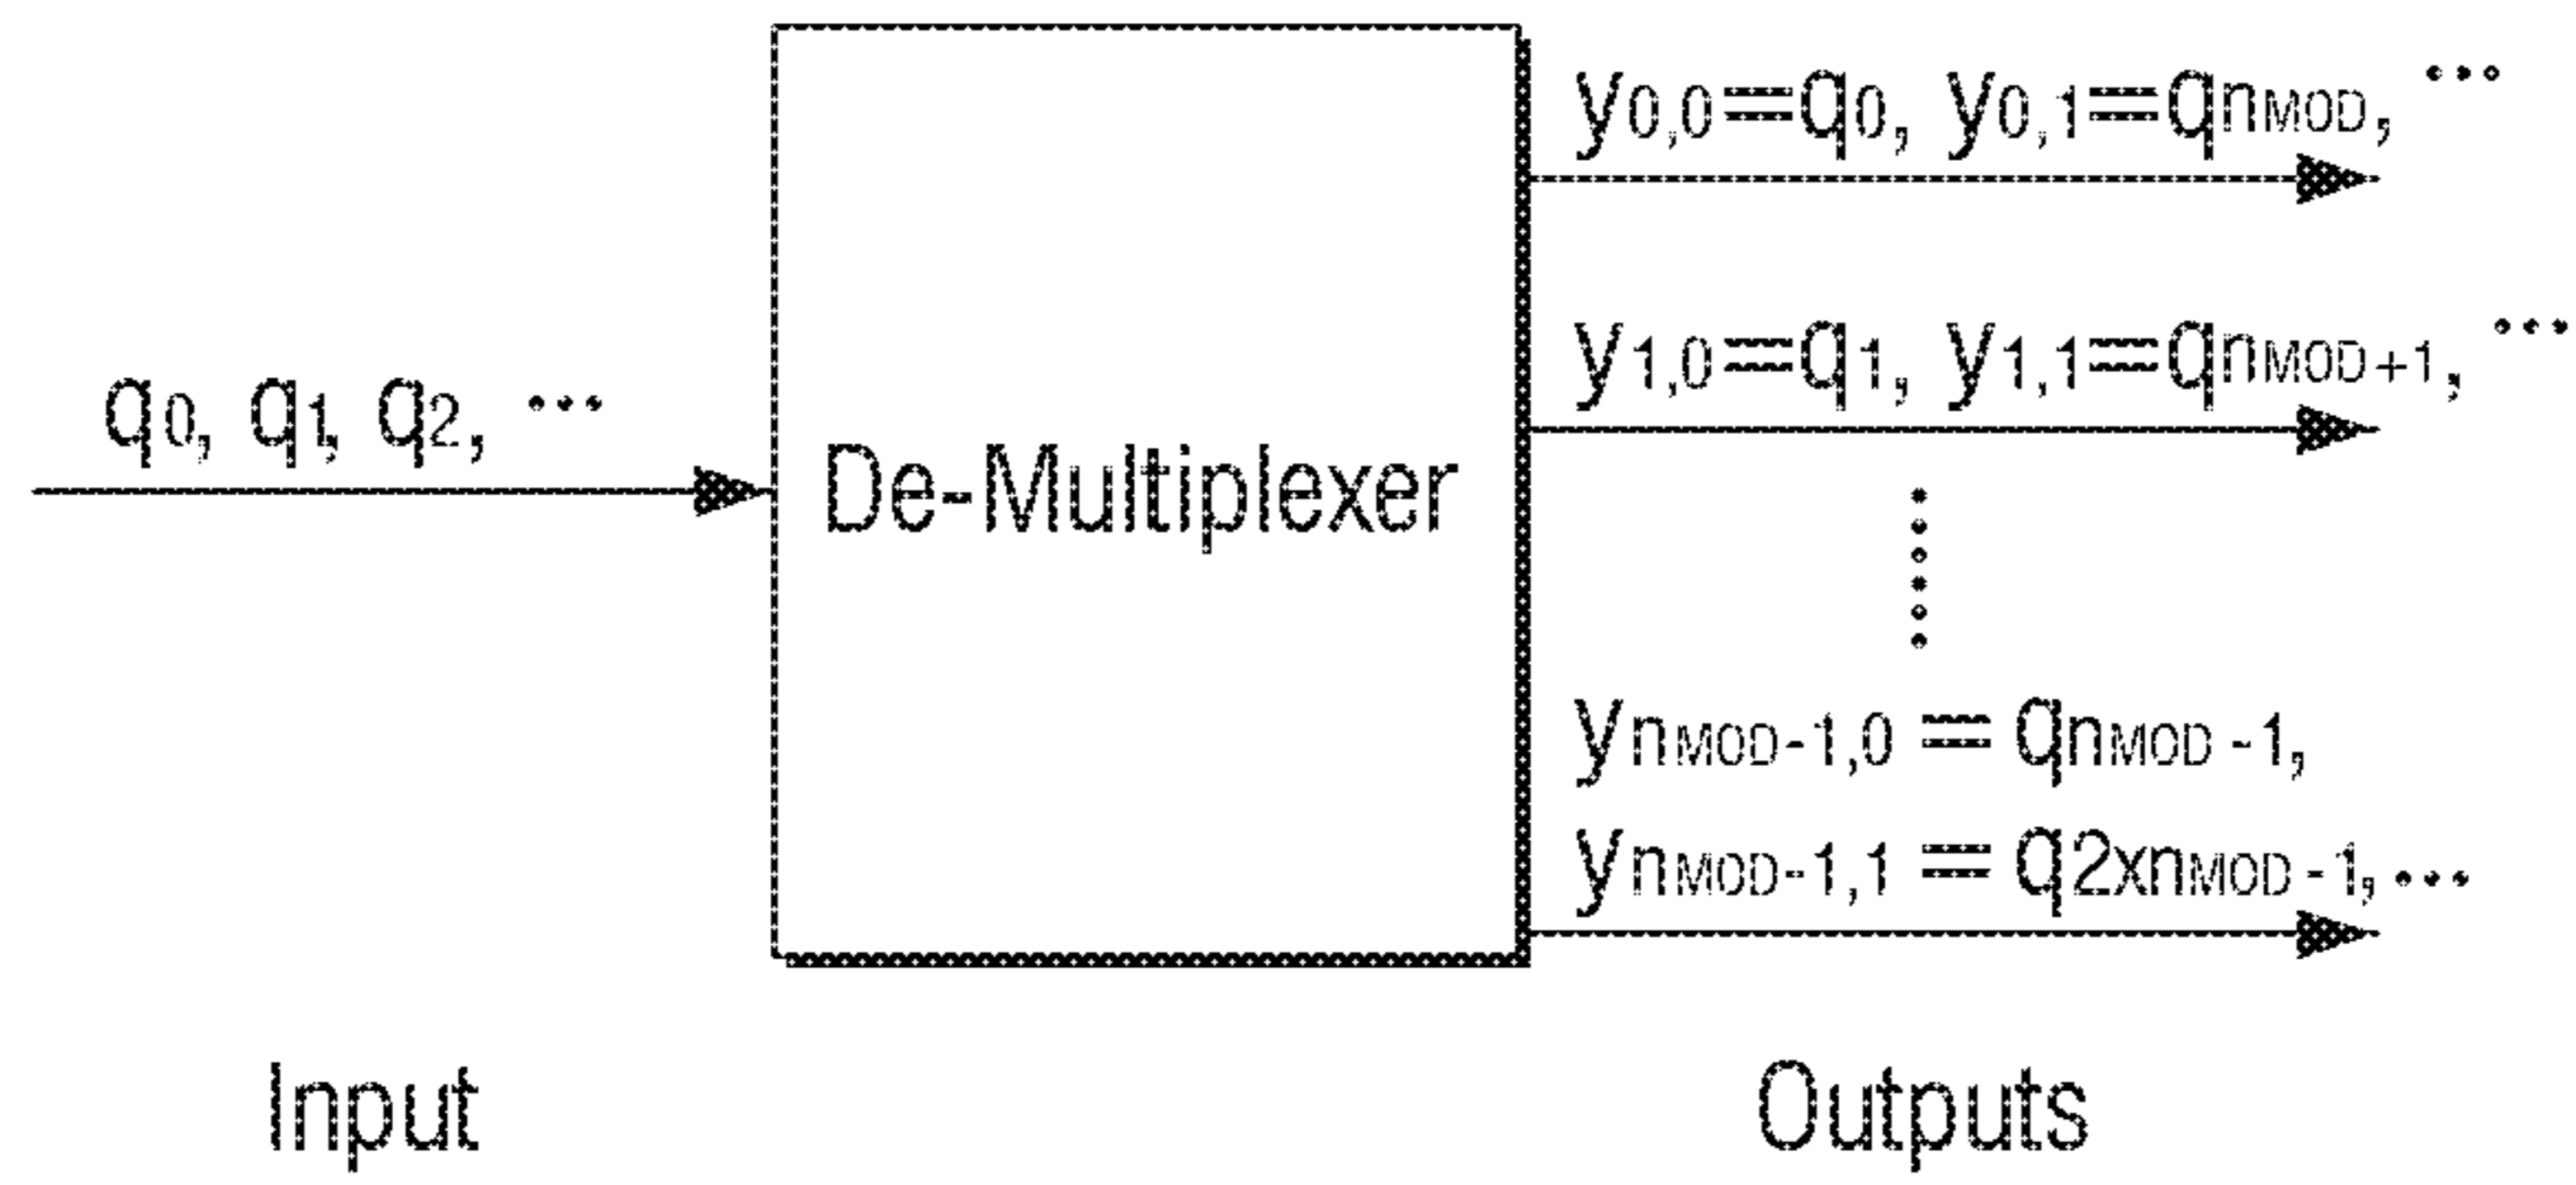 y0,0=q0, y0,1=qnMOD, ...
y1,0=q1, y1,1=qnMOD+1, ...
q0, q1, q2, ...
De-Multiplexer
ynMOD-1,0 = qnMOD-1,
ynMOD-1,1 = q2xnMOD-1, ...
Input
Outputs